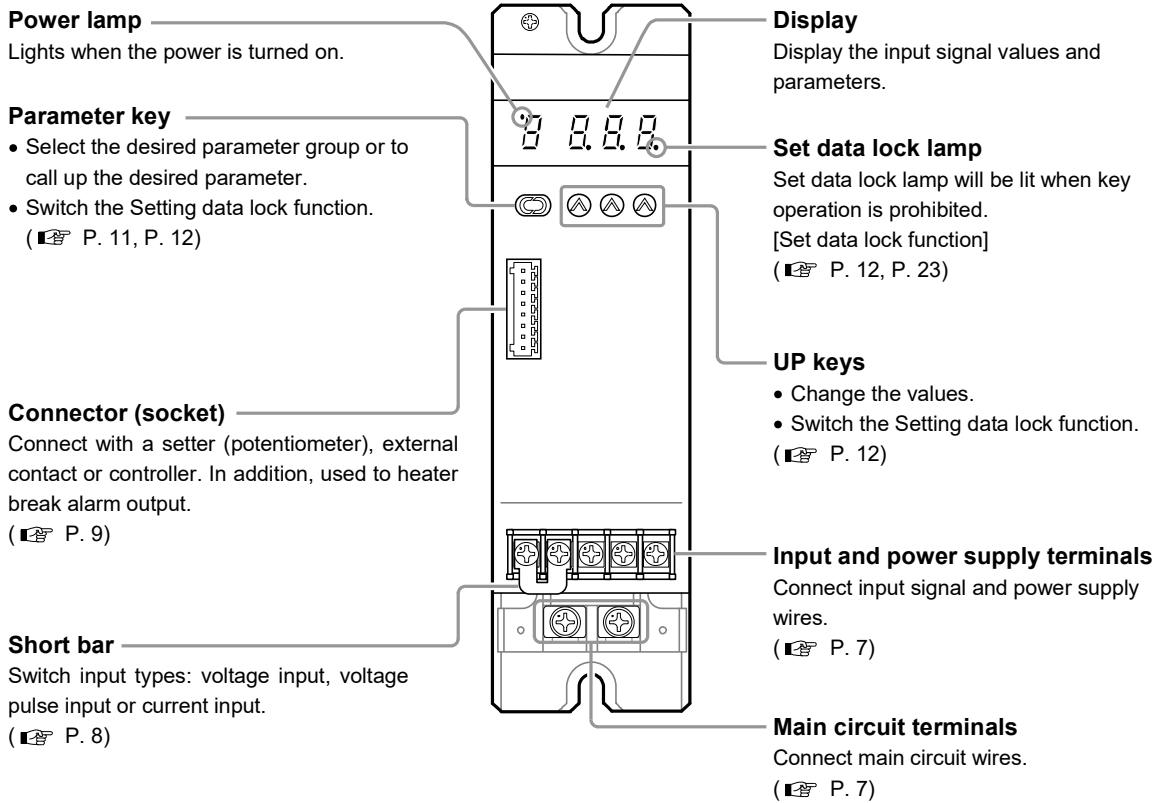 Power lamp
Lights when the power is turned on.
Parameter key
• Select the desired parameter group or to
call up the desired parameter.
• Switch the Setting data lock function.
(☞ P. 11, P. 12)
Connector (socket)
Connect with a setter (potentiometer), external
contact or controller. In addition, used to heater
break alarm output.
(☞ P. 9)
Short bar
Switch input types: voltage input, voltage
pulse input or current input.
(☞ P. 8)
8 8.8.8.
Display
Display the input signal values and
parameters.
Set data lock lamp
Set data lock lamp will be lit when key
operation is prohibited.
[Set data lock function]
(☞ P. 12, P. 23)
UP keys
• Change the values.
• Switch the Setting data lock function.
(☞ P. 12)
Input and power supply terminals
Connect input signal and power supply
wires.
(☞ P. 7)
Main circuit terminals
Connect main circuit wires.
(☞ P. 7)